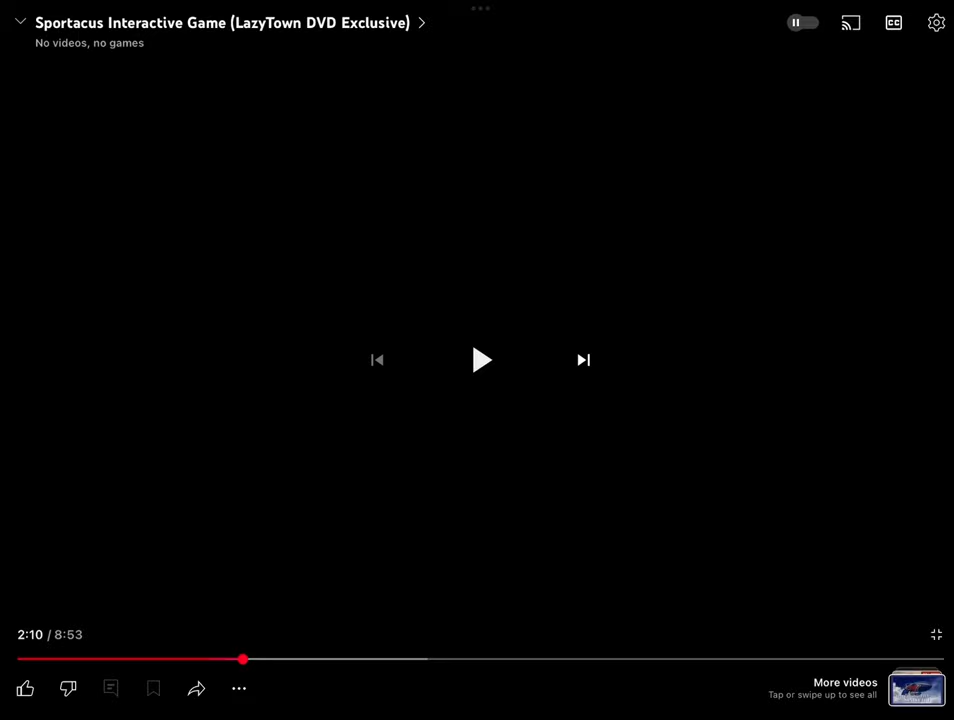 Sportacus Interactive Game (LazyTown DVD Exclusive)
No videos, no games
CC
2:10 / 8:53
More videos
Tap or swipe up to see all